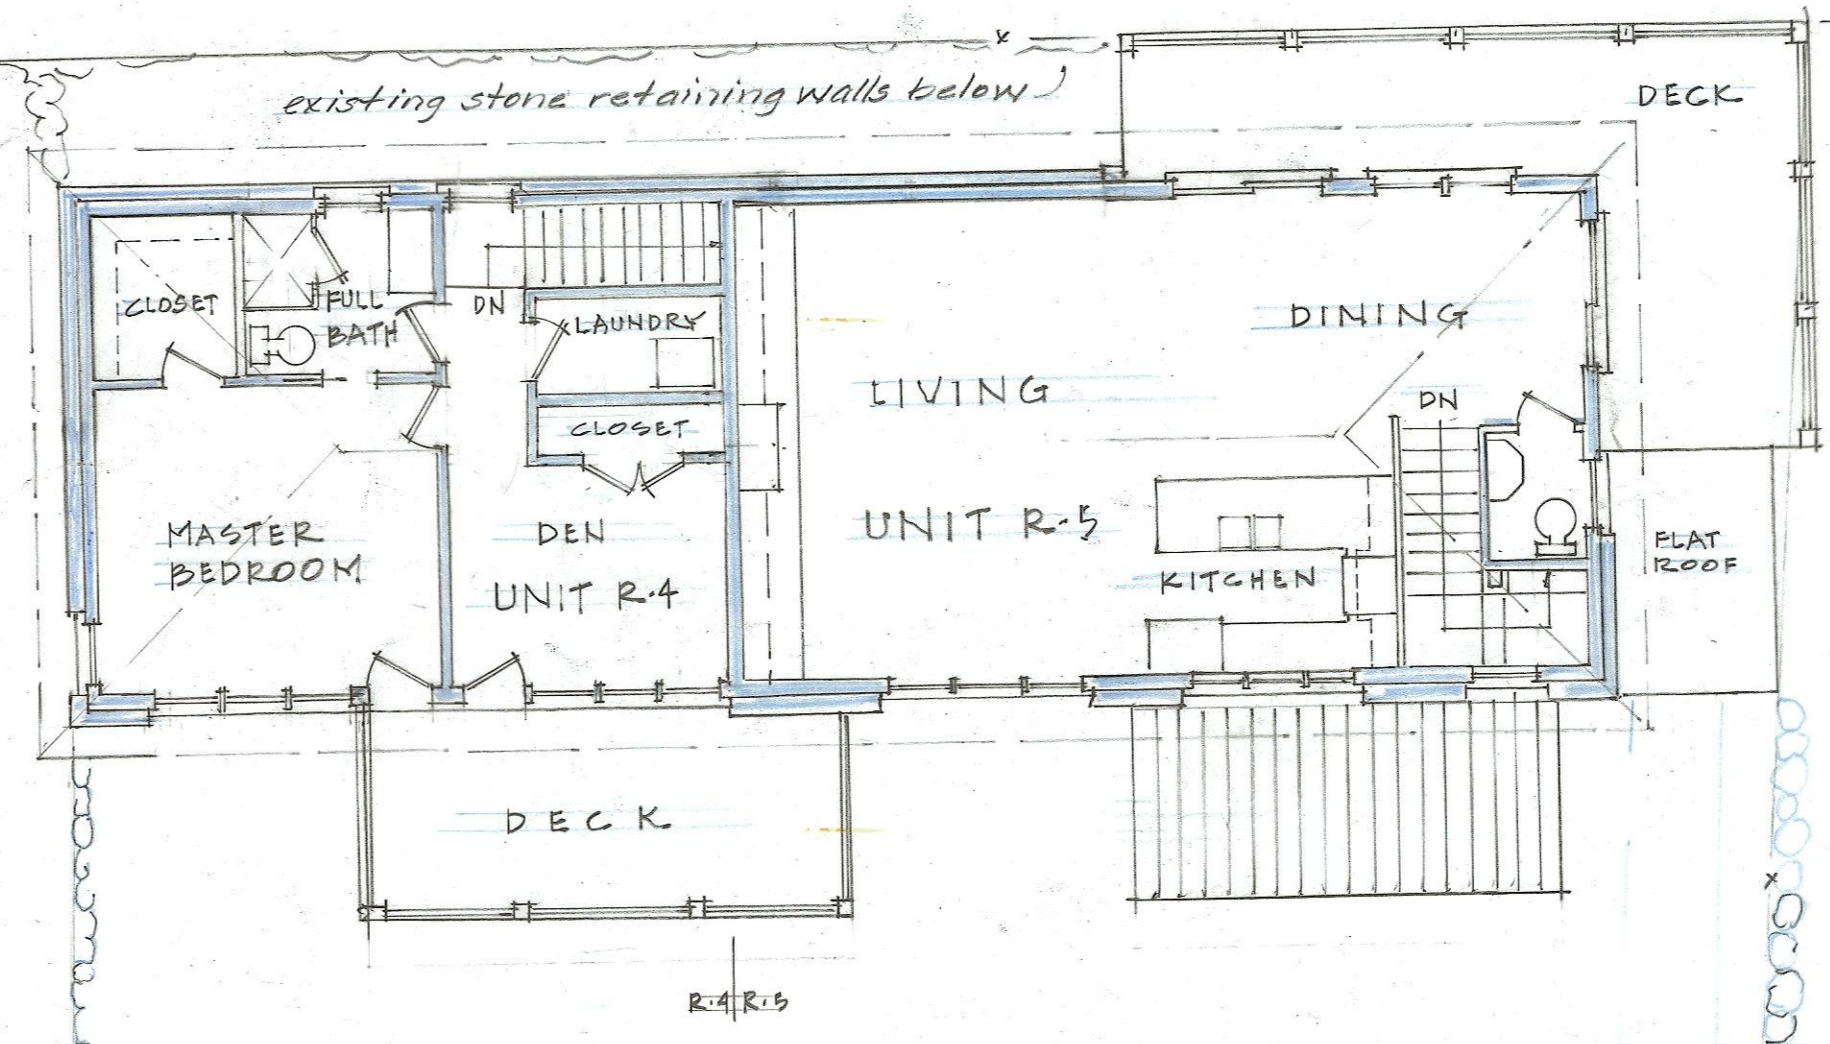 existing stone retaining walls below
DECK
CLOSET
FULL
BATH
DN
LAUNDRY
DINING
LIVING
DN
CLOSET
MASTER
BEDROOM
DEN
UNIT R·4
UNIT R·5
KITCHEN
FLAT
ROOF
DECK
R·4 R·5